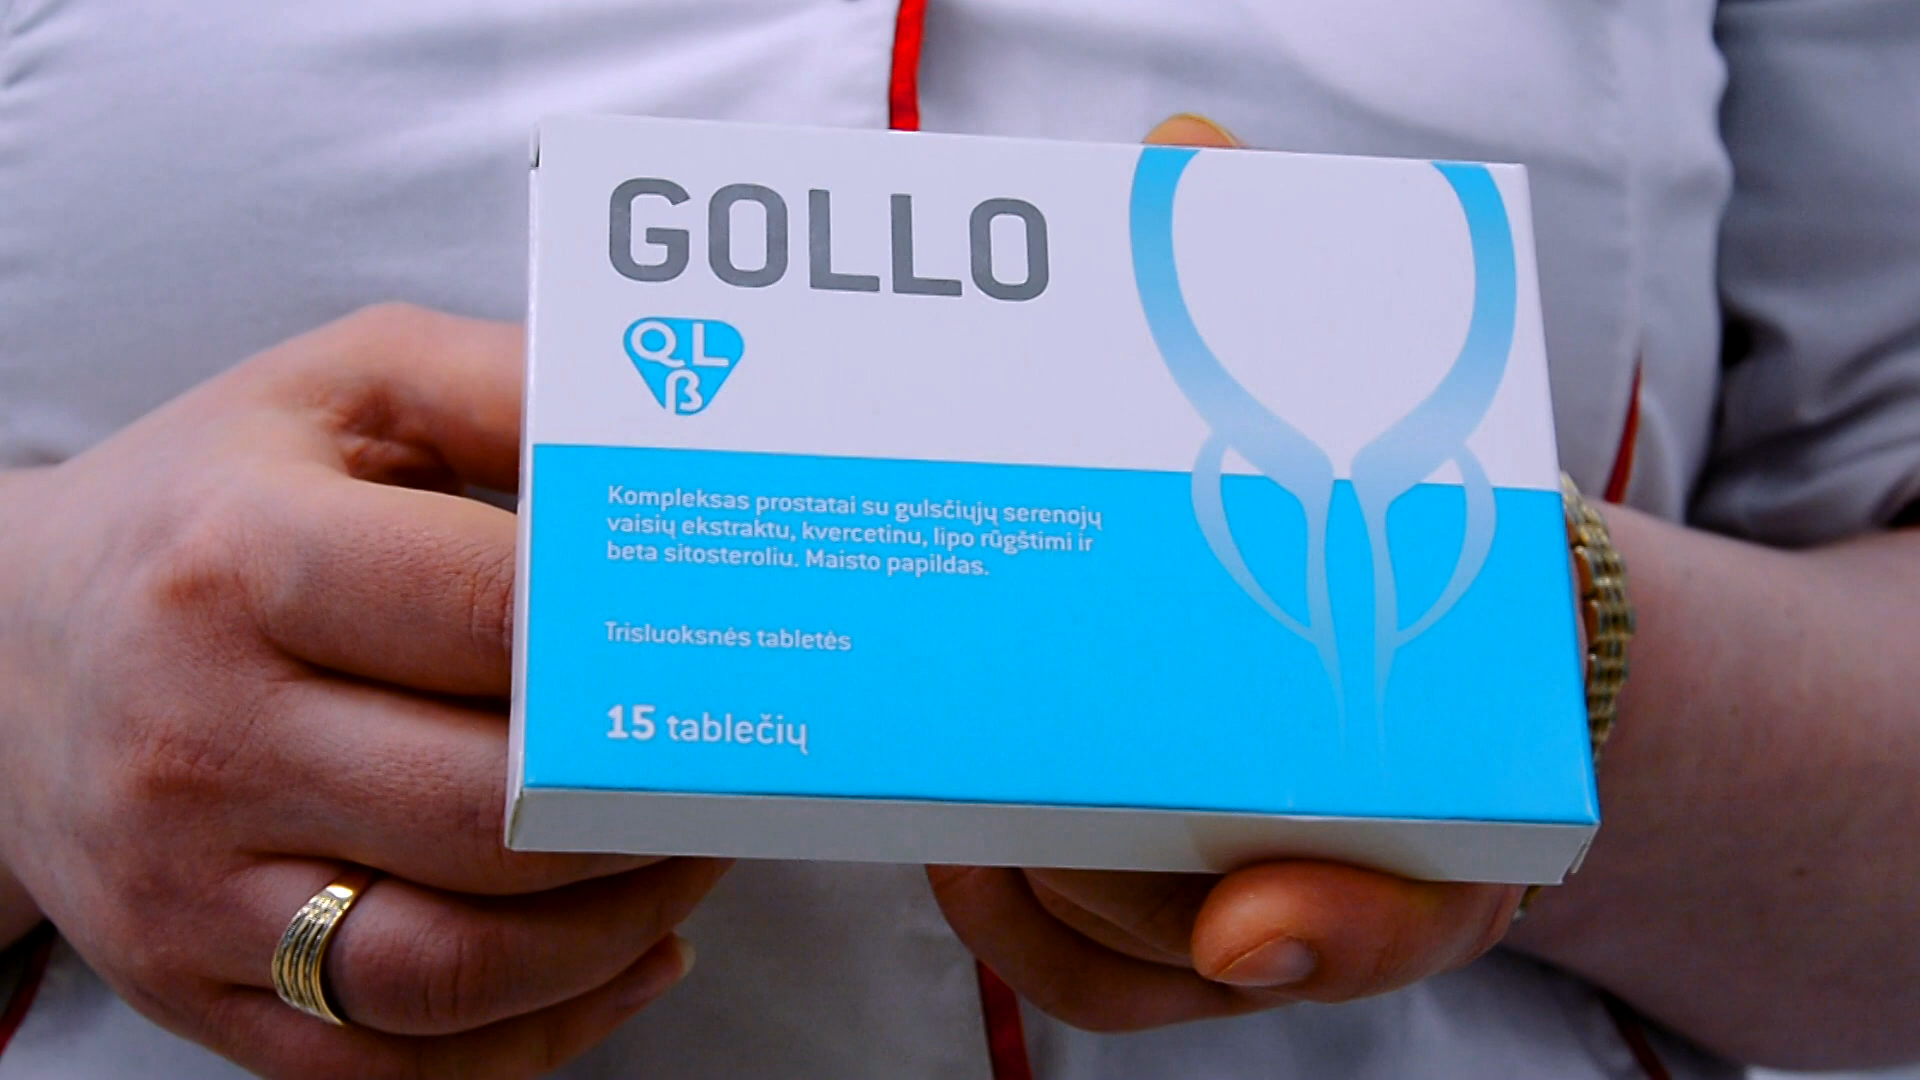 GOLLO
QL
β
Kompleksas prostatai su gulsčiųjų serenojų
vaisių ekstraktu, kvercetinu, lipo rūgštimi ir
beta sitosteroliu. Maisto papildas.
Trisluoksnės tabletės
15 tablečių